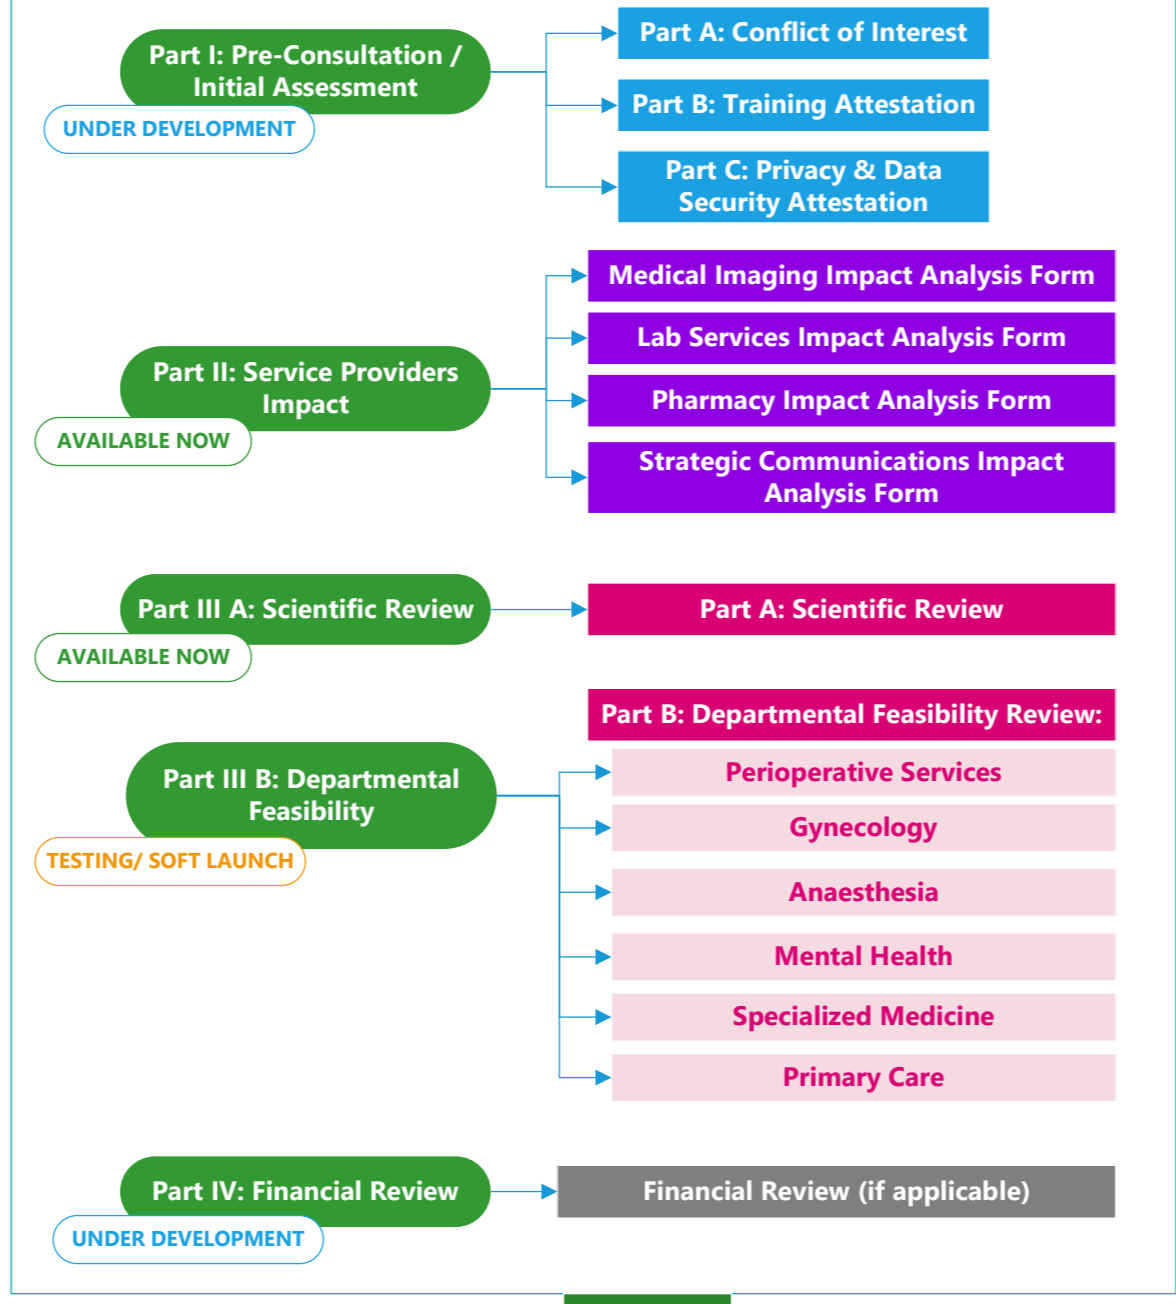 Part I: Pre-Consultation /
Initial Assessment
UNDER DEVELOPMENT
Part A: Conflict of Interest
Part B: Training Attestation
Part C: Privacy & Data
Security Attestation
Part II: Service Providers
Impact
AVAILABLE NOW
Medical Imaging Impact Analysis Form
Lab Services Impact Analysis Form
Pharmacy Impact Analysis Form
Strategic Communications Impact
Analysis Form
Part III A: Scientific Review
AVAILABLE NOW
Part A: Scientific Review
Part III B: Departmental
Feasibility
TESTING/ SOFT LAUNCH
Part B: Departmental Feasibility Review:
Perioperative Services
Gynecology
Anaesthesia
Mental Health
Specialized Medicine
Primary Care
Part IV: Financial Review
UNDER DEVELOPMENT
Financial Review (if applicable)